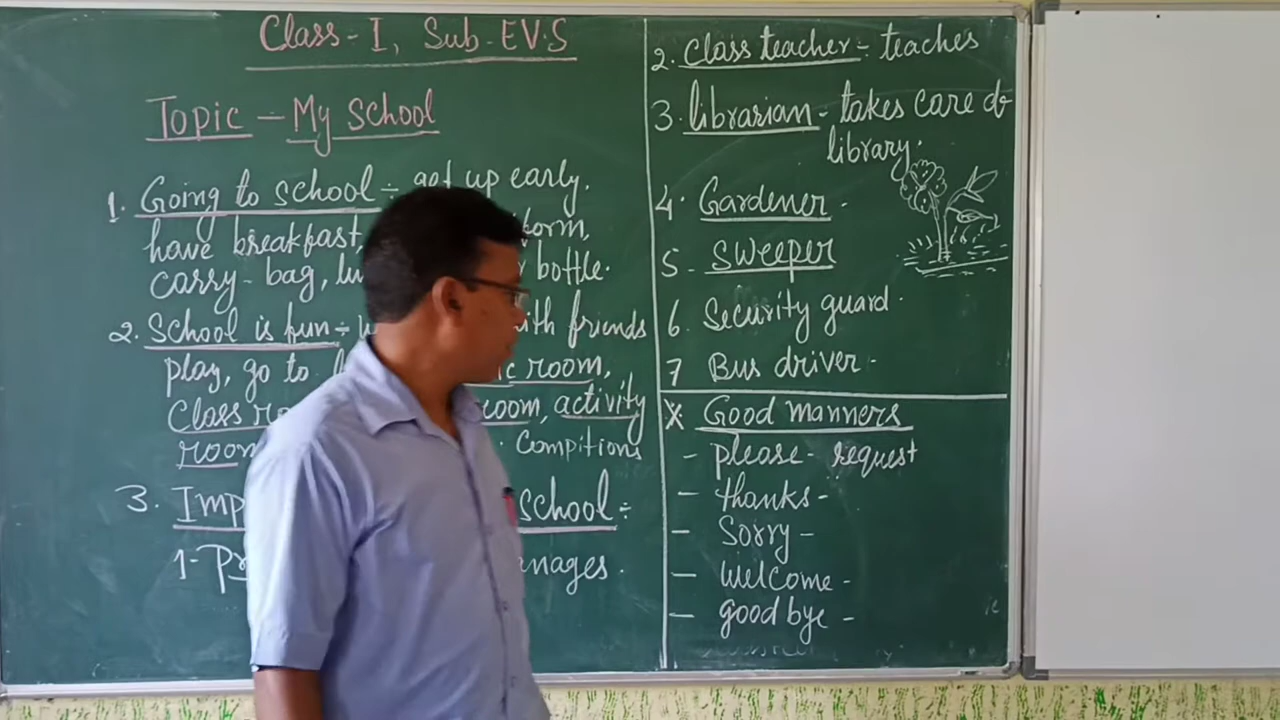 Class - I, Sub - E V.S
Topic - My School
1. Going to school ÷ get up early.
have breakfast,
carry - bag, bottle.
2. School is fun ÷ with friends
play, go to room,
Class room, activity
room . Compitions
3. School ÷
1-
2. Class teacher - teaches
3. librarian - takes care of
library.
4. Gardener.
5 - Sweeper
6. Security guard.
7 Bus driver -
X Good manners
- please - request
- thanks -
- Sorry -
- Welcome -
- good bye -